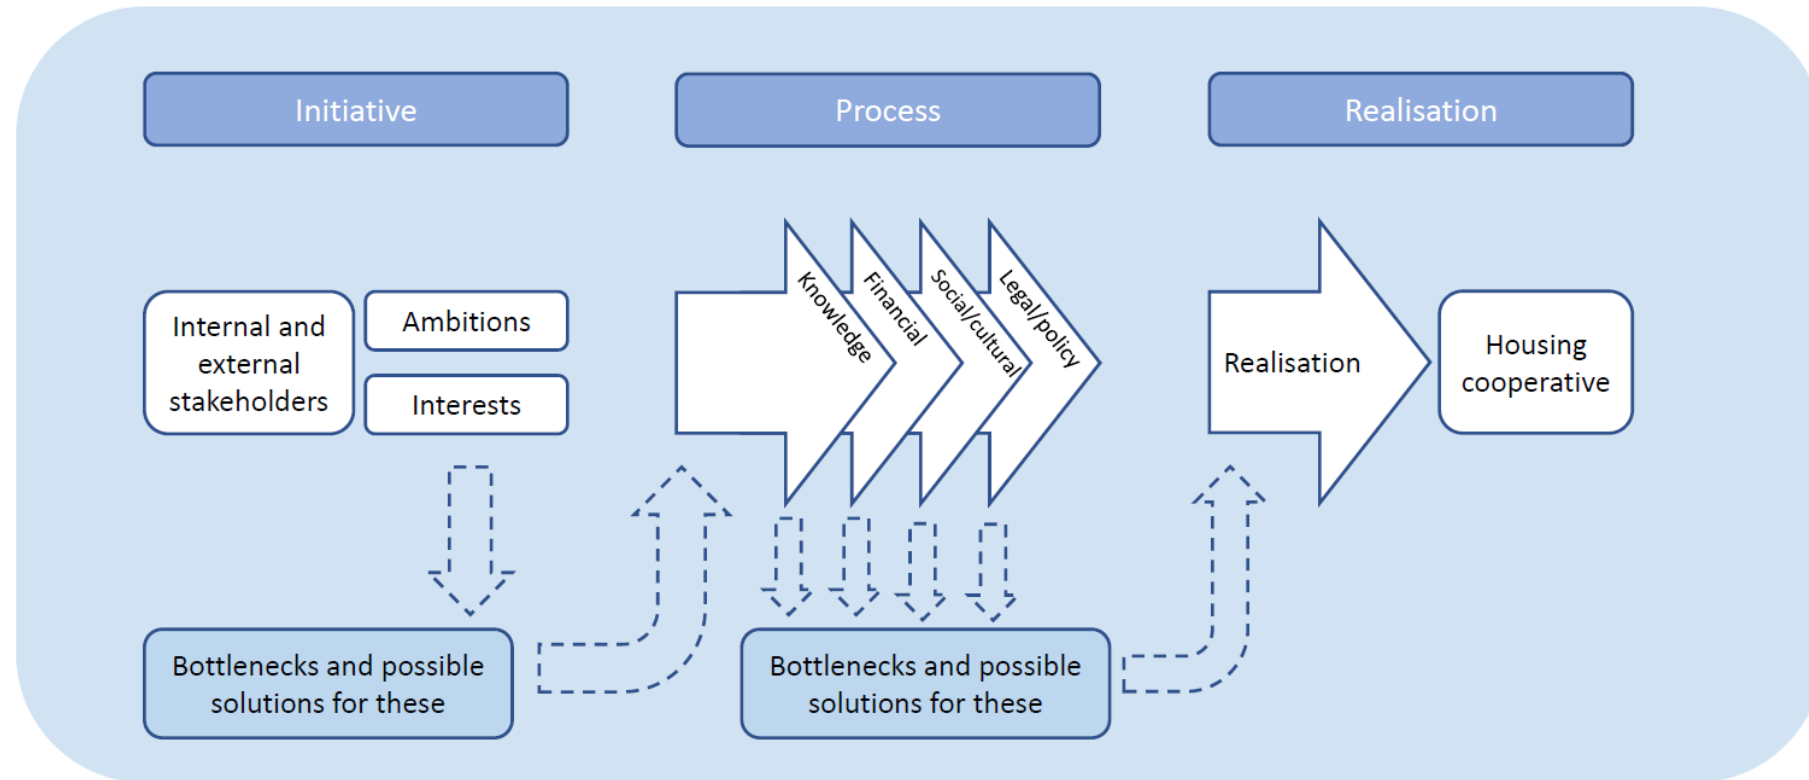 Initiative
Process
Realisation
Internal and
external
stakeholders
Ambitions
Interests
Knowledge
Financial
Social/cultural
Legal/policy
Realisation
Housing
cooperative
Bottlenecks and possible
solutions for these
Bottlenecks and possible
solutions for these